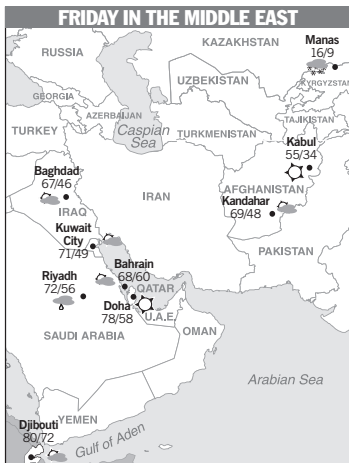 FRIDAY IN THE MIDDLE EAST
KAZAKHSTAN
Manas
16/9
RUSSIA
UZBEKISTAN
KYRGYZSTAN
GEORGIA
AZERBAIJAN
TAJIKISTAN
TURKEY
Caspian
Sea
TURKMENISTAN
Kabul
55/34
Baghdad
67/46
IRAN
AFGHANISTAN
Kandahar
69/48
IRAQ
Kuwait
City
71/49
PAKISTAN
Bahrain
68/60
Riyadh
72/56
QATAR
Doha
78/58
U.A.E.
SAUDI ARABIA
OMAN
Arabian Sea
YEMEN
Djibouti
80/72
Gulf of Aden